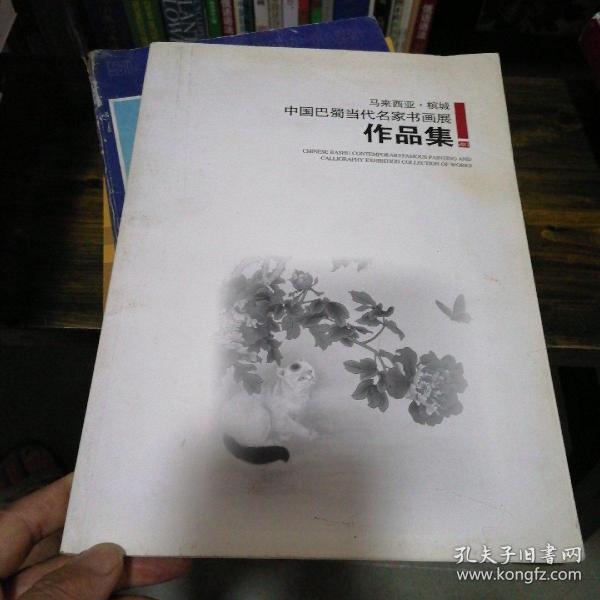 马来西亚·槟城
中国巴蜀当代名家书画展
作品集
CHINESE BASHU CONTEMPORARY FAMOUS PAINTING AND
CALLIGRAPHY EXHIBITION COLLECTION OF WORKS
孔夫子旧書网
www.kongfz.com